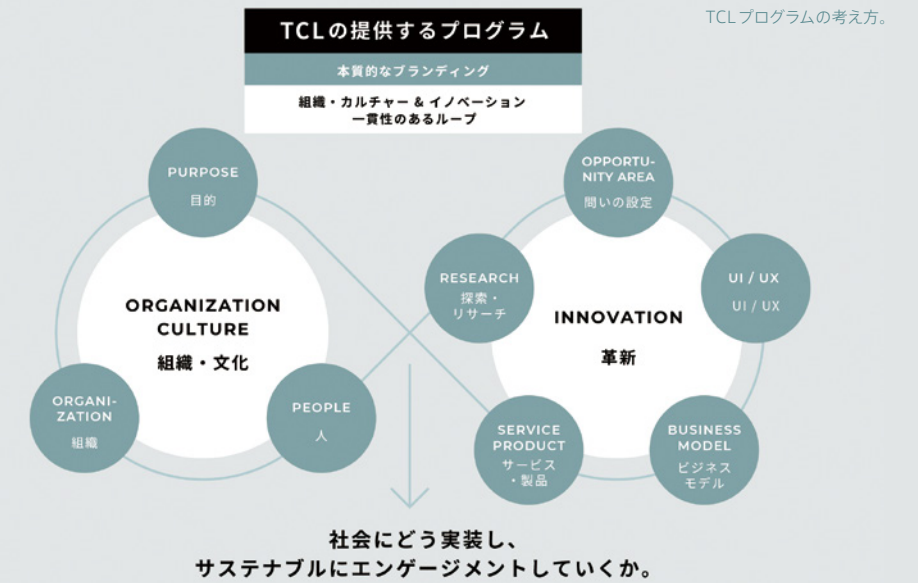 TCLプログラムの考え方。
TCLの提供するプログラム
本質的なブランディング
組織・カルチャー & イノベーション
一貫性のあるループ
PURPOSE
目的
ORGANIZATION
CULTURE
組織・文化
ORGANI-
ZATION
組織
PEOPLE
人
OPPORTU-
NITY AREA
問いの設定
RESEARCH
探索・
リサーチ
UI / UX
UI / UX
INNOVATION
革新
SERVICE
PRODUCT
サービス
・製品
BUSINESS
MODEL
ビジネス
モデル
社会にどう実装し、
サステナブルにエンゲージメントしていくか。